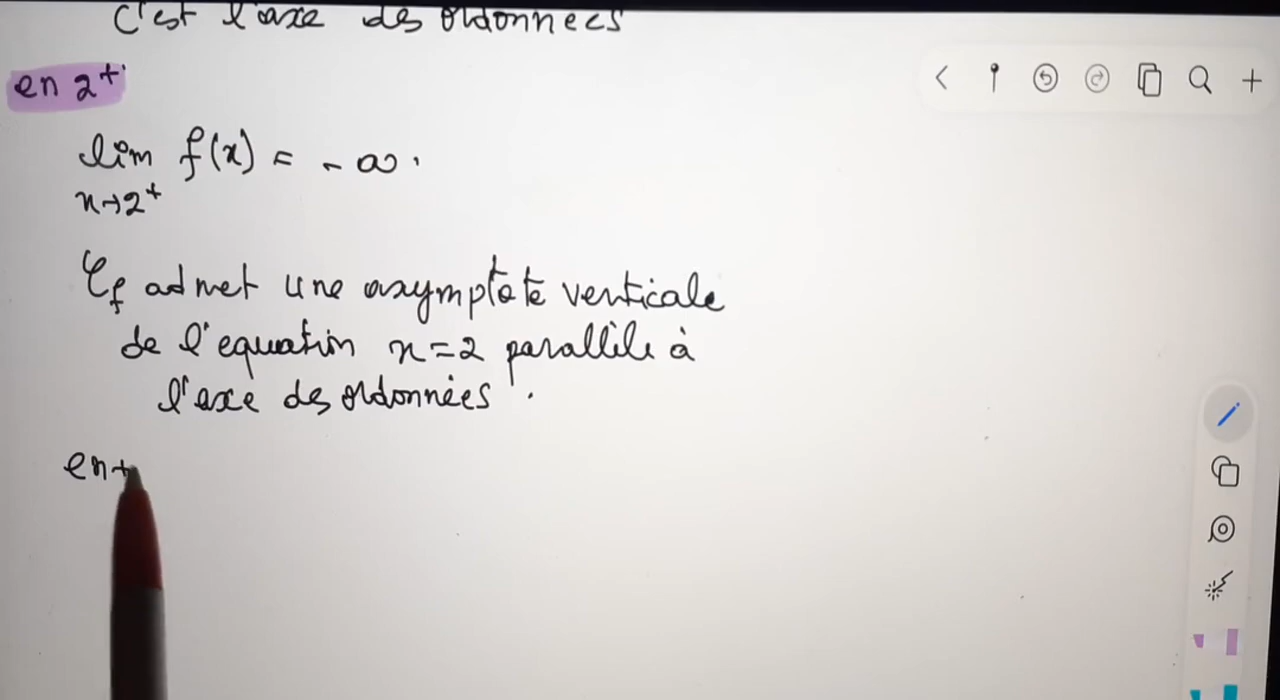 C'est l'axe des ordonnées
en 2⁺
lim f(x) = -∞.
x→2⁺
𝒞f admet une asymptote verticale
de l'equation x=2 parallèle à
l'axe des ordonnées.
en+